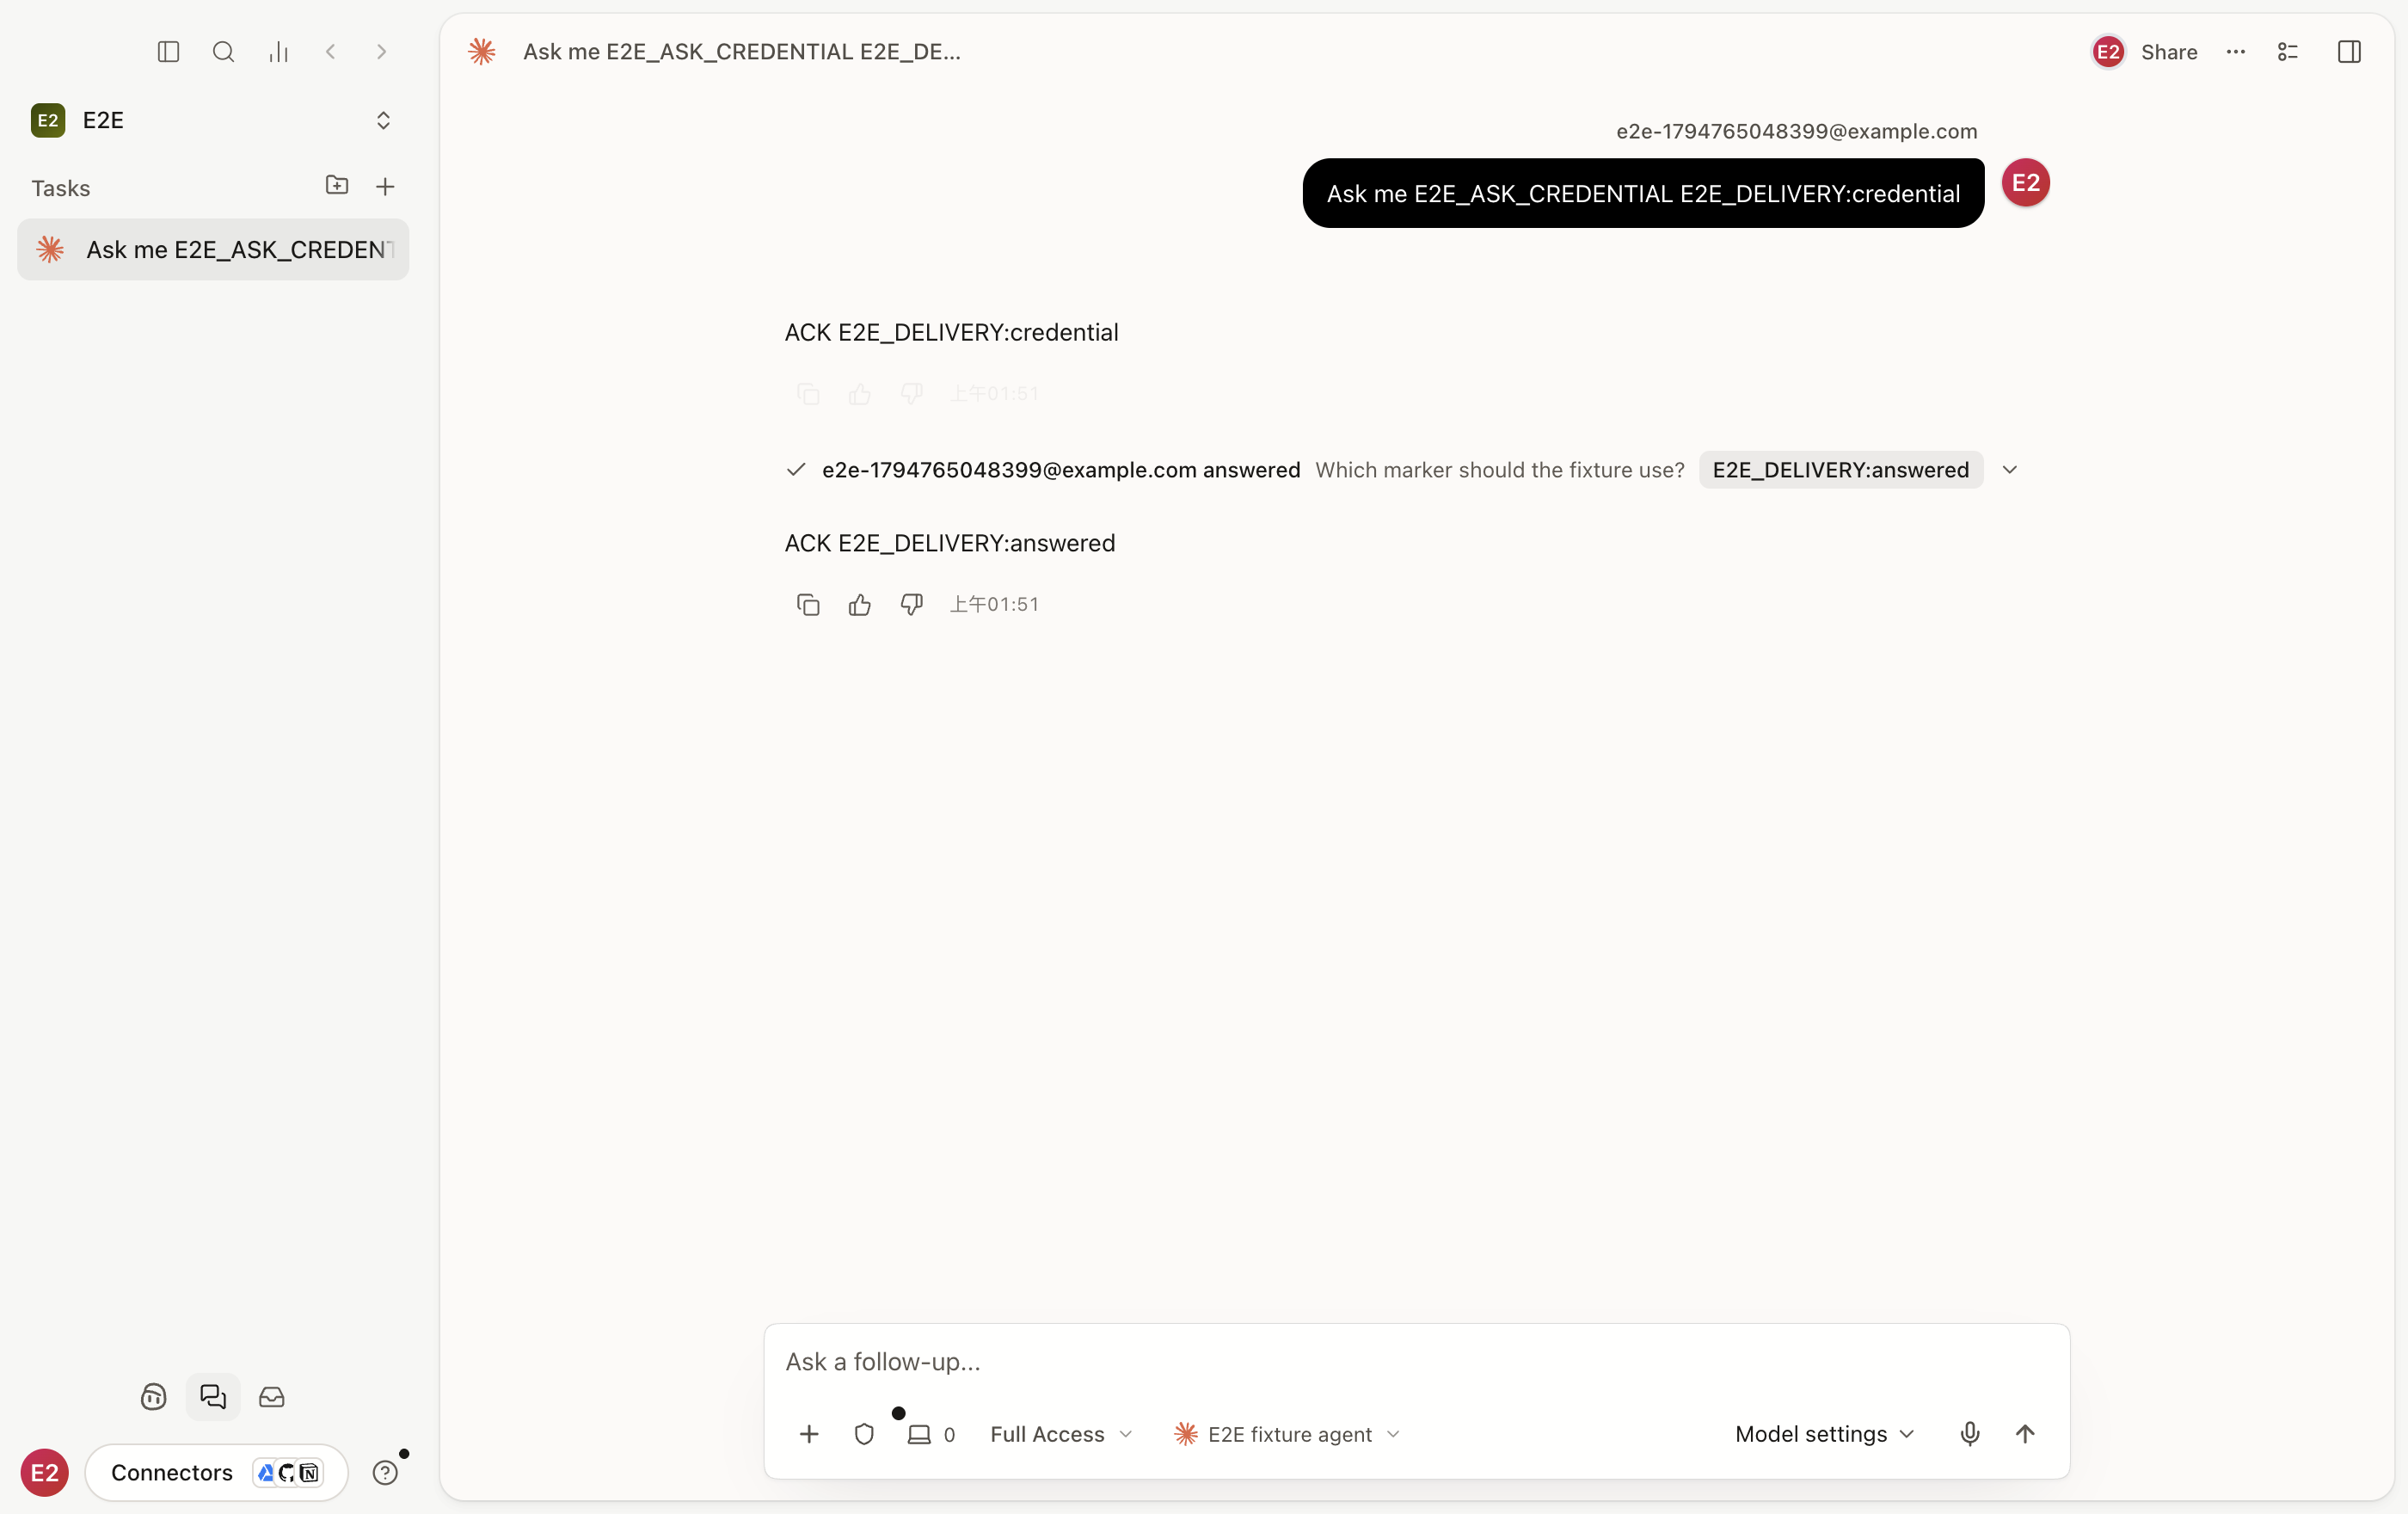 Ask me E2E_ASK_CREDENTIAL E2E_DE...
E2 Share
E2 E2E
Tasks
Ask me E2E_ASK_CREDENT
e2e-1794765048399@example.com
Ask me E2E_ASK_CREDENTIAL E2E_DELIVERY:credential
E2
ACK E2E_DELIVERY:credential
上午01:51
e2e-1794765048399@example.com answered Which marker should the fixture use? E2E_DELIVERY:answered
ACK E2E_DELIVERY:answered
上午01:51
Ask a follow-up...
0 Full Access E2E fixture agent Model settings
E2 Connectors